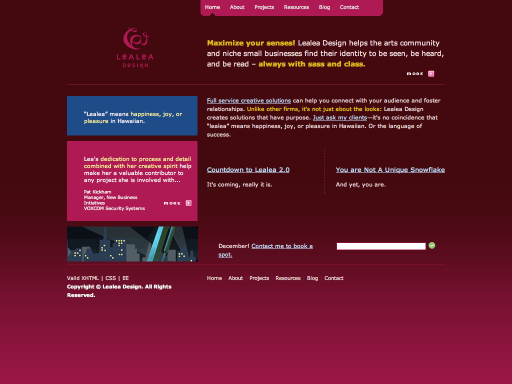 Home About Projects Resources Blog Contact
LeaLea
DESIGN
Maximize your senses! Lealea Design helps the arts community
and niche small businesses find their identity to be seen, be heard,
and be read – always with sass and class.
MORE
"Lealea" means happiness, joy, or
pleasure in Hawaiian.
Full service creative solutions can help you connect with your audience and foster
relationships. Unlike other firms, it's not just about the looks: Lealea Design
creates solutions that have purpose. Just ask my clients—it's no coincidence that
"lealea" means happiness, joy, or pleasure in Hawaiian. Or the language of
success.
Lea's dedication to process and detail
combined with her creative spirit help
make her a valuable contributor to
any project she is involved with...
Pat Rickham
Manager, New Business
Intiatives
VOXCOM Security Systems
MORE
Countdown to Lealea 2.0
It's coming, really it is.
You are Not A Unique Snowflake
And yet, you are.
December! Contact me to book a
spot.
Valid XHTML | CSS | EE
Copyright © Lealea Design. All Rights
Reserved.
Home About Projects Resources Blog Contact